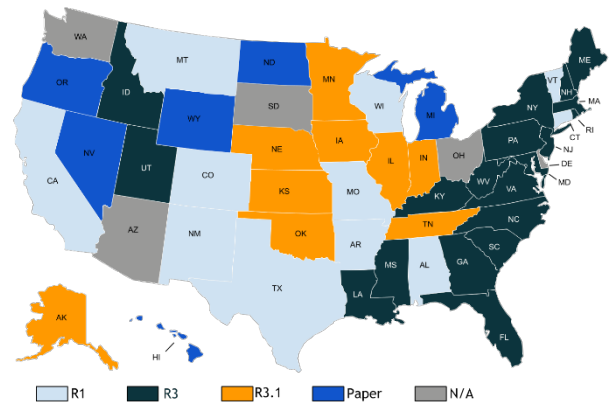 WA
MT
ND
MN
ME
OR
ID
SD
WI
VT
NH
MA
NY
WY
MI
RI
CT
IA
PA
NJ
NV
NE
OH
UT
IL
IN
DE
CA
CO
WV
MD
VA
KS
MO
KY
NC
TN
AZ
NM
OK
AR
SC
MS
AL
GA
TX
LA
AK
FL
HI
R1
R3
R3.1
Paper
N/A